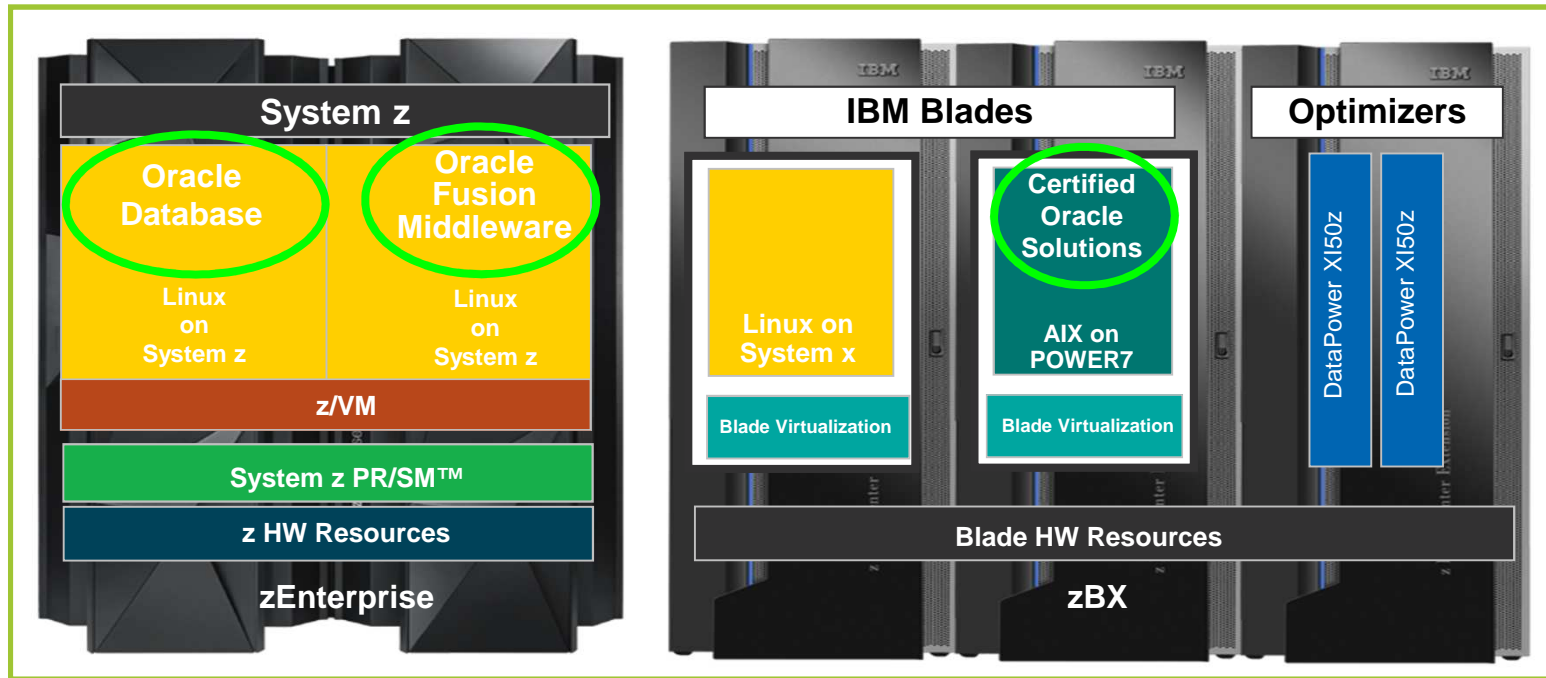 System z
Oracle
Database
Oracle
Fusion
Middleware
Linux
on
System z
Linux
on
System z
z/VM
System z PR/SM™
z HW Resources
zEnterprise
IBM
IBM
IBM
IBM Blades
Optimizers
Linux on
System x
Blade Virtualization
Certified
Oracle
Solutions
AIX on
POWER7
Blade Virtualization
DataPower XI50z
DataPower XI50z
Blade HW Resources
zBX